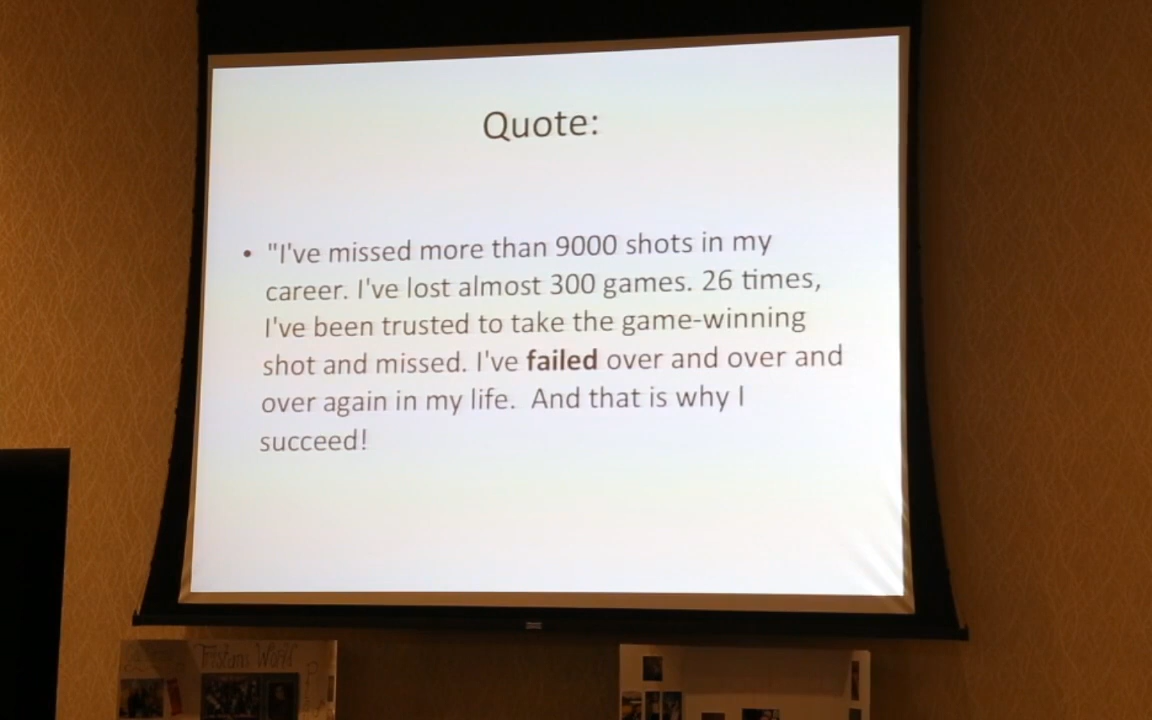 Quote:
• "I've missed more than 9000 shots in my
career. I've lost almost 300 games. 26 times,
I've been trusted to take the game-winning
shot and missed. I've failed over and over and
over again in my life.  And that is why I
succeed!
Tristans World